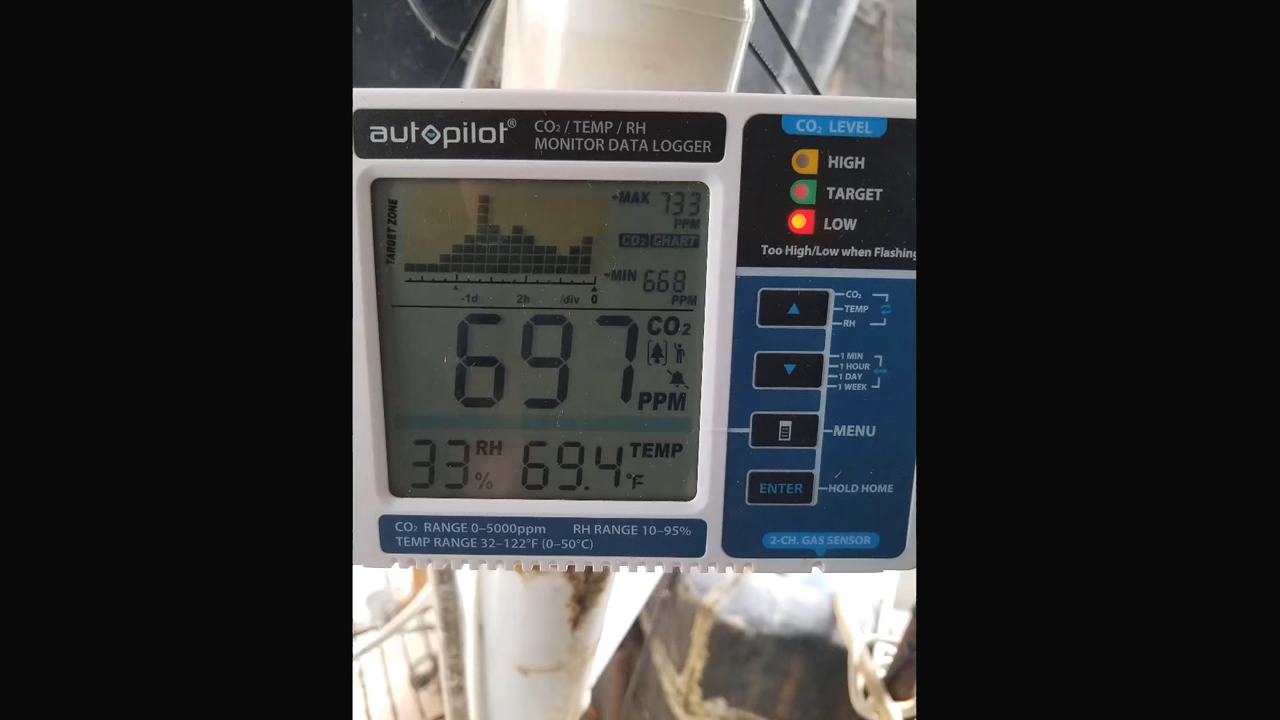 autopilot®
CO₂ / TEMP / RH
MONITOR DATA LOGGER
TARGET ZONE
MAX 733
PPM
CO2 CHART
MIN 668
PPM
-1d 2h /div 0
697 CO2
PPM
33 RH % 69.4 TEMP °F
CO₂ RANGE 0–5000ppm RH RANGE 10–95%
TEMP RANGE 32–122°F (0–50°C)
CO₂ LEVEL
HIGH
TARGET
LOW
Too High/Low when Flashing
CO₂
TEMP
RH
1 MIN
1 HOUR
1 DAY
1 WEEK
MENU
ENTER HOLD HOME
2-CH. GAS SENSOR